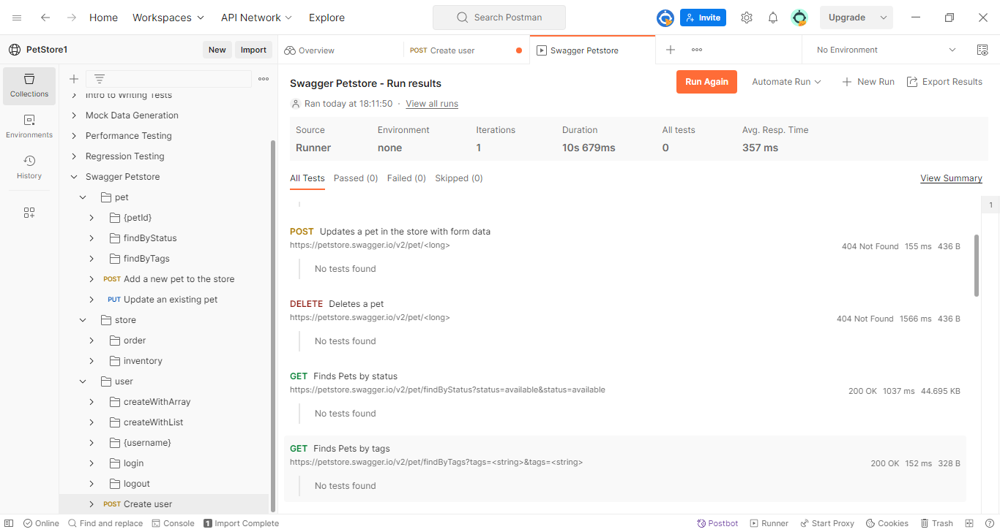 Home Workspaces API Network Explore Search Postman Invite Upgrade
PetStore1 New Import Overview POST Create user Swagger Petstore No Environment
Collections
Environments
History
Intro to Writing Tests
Mock Data Generation
Performance Testing
Regression Testing
Swagger Petstore
pet
{petId}
findByStatus
findByTags
POST Add a new pet to the store
PUT Update an existing pet
store
order
inventory
user
createWithArray
createWithList
{username}
login
logout
POST Create user
Swagger Petstore - Run results Run Again Automate Run New Run Export Results
Ran today at 18:11:50 · View all runs
Source Environment Iterations Duration All tests Avg. Resp. Time
Runner none 1 10s 679ms 0 357 ms
All Tests Passed (0) Failed (0) Skipped (0) View Summary
1
POST Updates a pet in the store with form data
https://petstore.swagger.io/v2/pet/<long> 404 Not Found 155 ms 436 B
No tests found
DELETE Deletes a pet
https://petstore.swagger.io/v2/pet/<long> 404 Not Found 1566 ms 436 B
No tests found
GET Finds Pets by status
https://petstore.swagger.io/v2/pet/findByStatus?status=available&status=available 200 OK 1037 ms 44.695 KB
No tests found
GET Finds Pets by tags
https://petstore.swagger.io/v2/pet/findByTags?tags=<string>&tags=<string> 200 OK 152 ms 328 B
No tests found
Online Find and replace Console 1 Import Complete Postbot Runner Start Proxy Cookies Trash